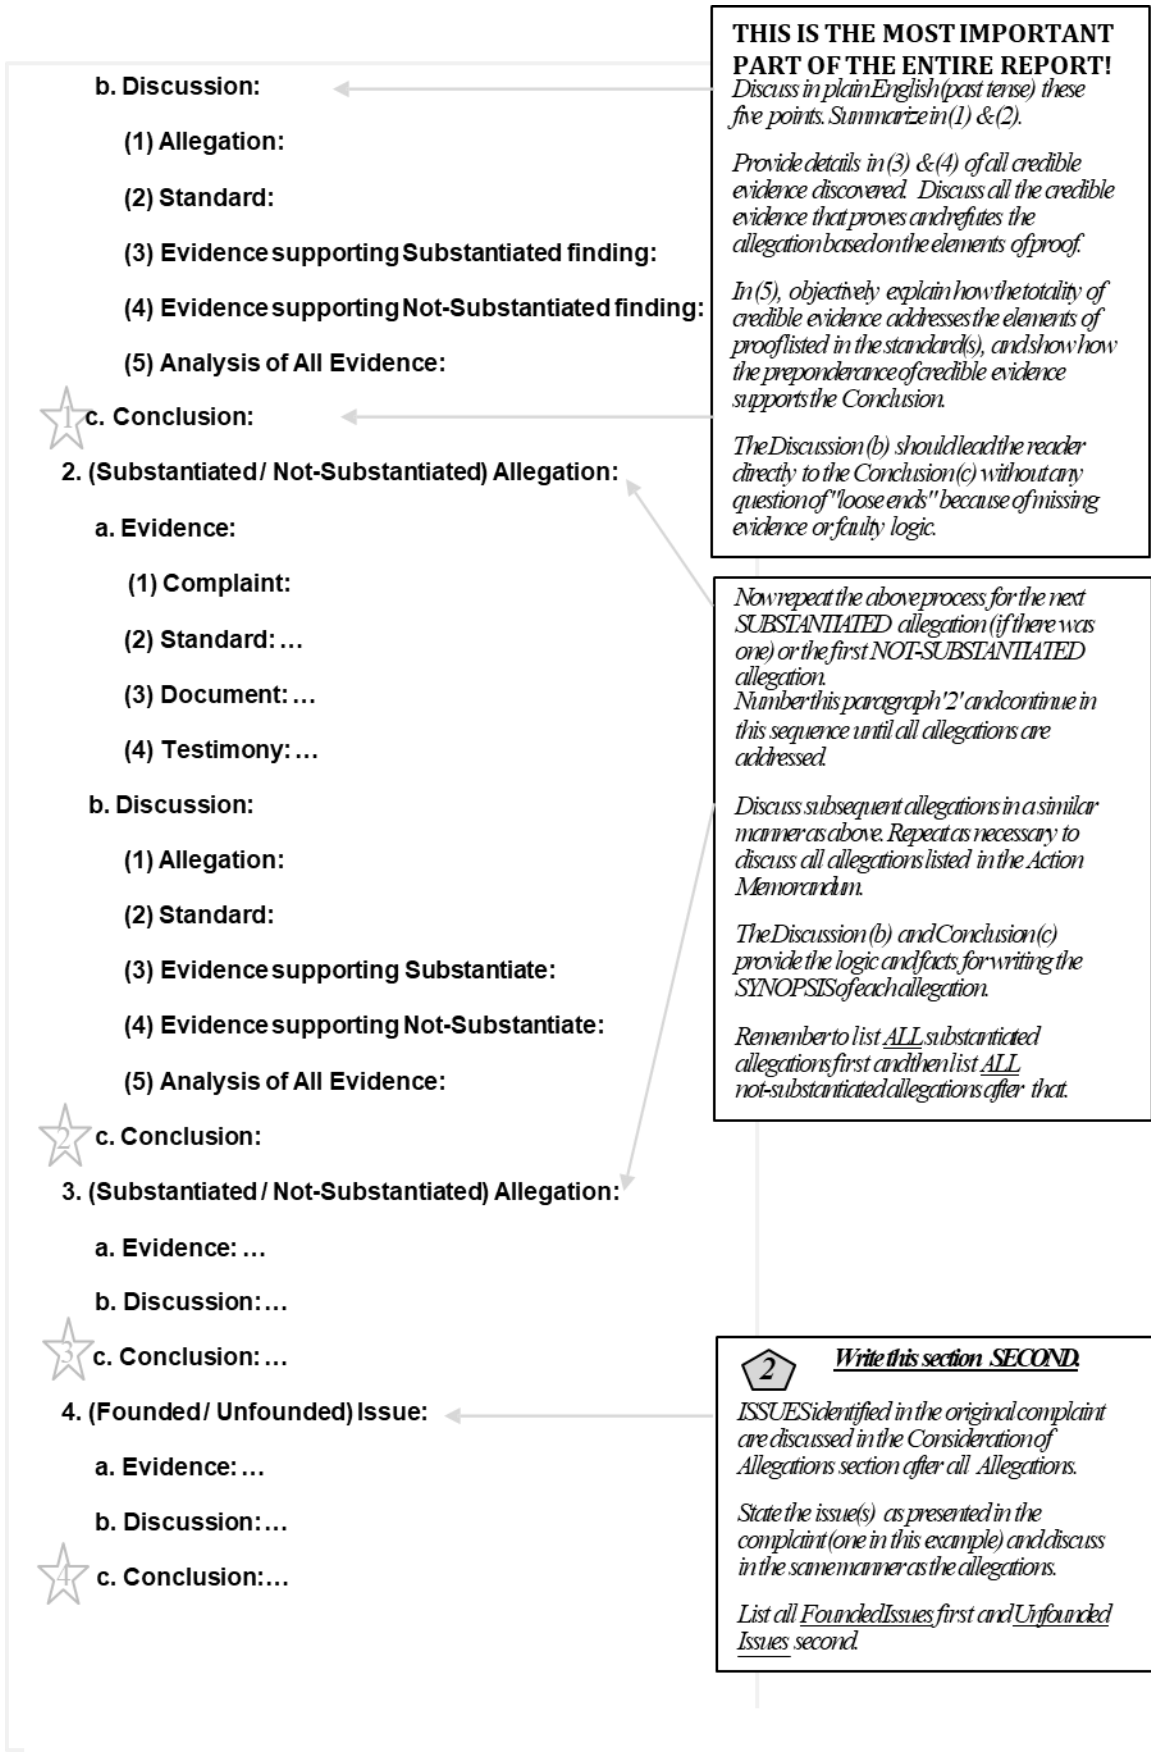 b. Discussion:
(1) Allegation:
(2) Standard:
(3) Evidence supporting Substantiated finding:
(4) Evidence supporting Not-Substantiated finding:
(5) Analysis of All Evidence:
1
c. Conclusion:
2. (Substantiated / Not-Substantiated) Allegation:
a. Evidence:
(1) Complaint:
(2) Standard: …
(3) Document: …
(4) Testimony: …
b. Discussion:
(1) Allegation:
(2) Standard:
(3) Evidence supporting Substantiate:
(4) Evidence supporting Not-Substantiate:
(5) Analysis of All Evidence:
2
c. Conclusion:
3. (Substantiated / Not-Substantiated) Allegation:
a. Evidence: …
b. Discussion: …
3
c. Conclusion: …
4. (Founded / Unfounded) Issue:
a. Evidence: …
b. Discussion: …
4
c. Conclusion: …
THIS IS THE MOST IMPORTANT
PART OF THE ENTIRE REPORT!
Discuss in plain English (past tense) these
five points. Summarize in (1) & (2).
Provide details in (3) & (4) of all credible
evidence discovered. Discuss all the credible
evidence that proves and refutes the
allegation based on the elements of proof.
In (5), objectively explain how the totality of
credible evidence addresses the elements of
proof listed in the standard(s), and show how
the preponderance of credible evidence
supports the Conclusion.
The Discussion (b) should lead the reader
directly to the Conclusion (c) without any
question of "loose ends" because of missing
evidence or faulty logic.
Now repeat the above process for the next
SUBSTANTIATED allegation (if there was
one) or the first NOT-SUBSTANTIATED
allegation.
Number this paragraph '2' and continue in
this sequence until all allegations are
addressed.
Discuss subsequent allegations in a similar
manner as above. Repeat as necessary to
discuss all allegations listed in the Action
Memorandum.
The Discussion (b) and Conclusion (c)
provide the logic and facts for writing the
SYNOPSIS of each allegation.
Remember to list ALL substantiated
allegations first and then list ALL
not-substantiated allegations after that.
2
Write this section SECOND.
ISSUES identified in the original complaint
are discussed in the Consideration of
Allegations section after all Allegations.
State the issue(s) as presented in the
complaint (one in this example) and discuss
in the same manner as the allegations.
List all Founded Issues first and Unfounded
Issues second.